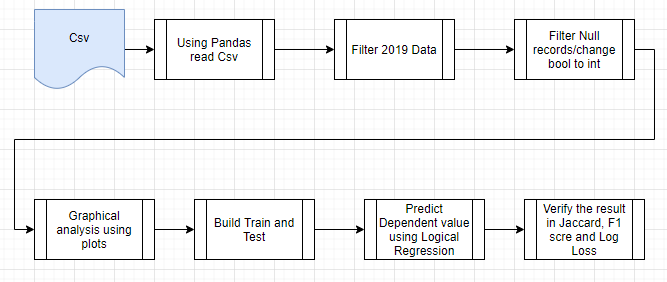 Csv
Using Pandas
read Csv
Filter 2019 Data
Filter Null
records/change
bool to int
Graphical
analysis using
plots
Build Train and
Test
Predict
Dependent value
using Logical
Regression
Verify the result
in Jaccard, F1
scre and Log
Loss